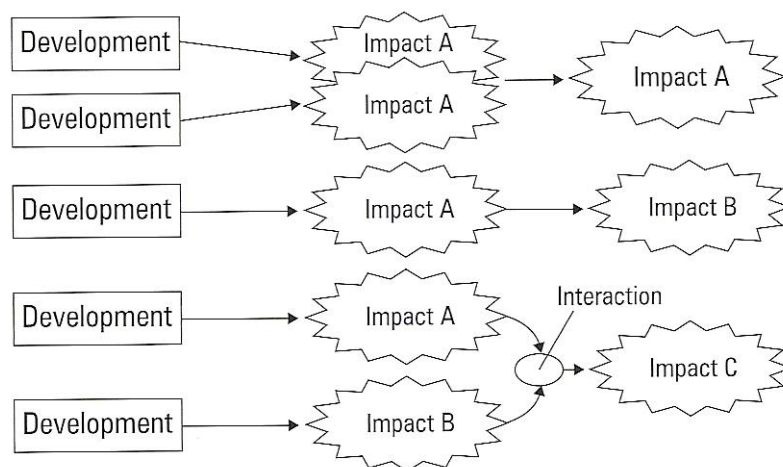 Development
Impact A
Impact A
Development
Impact A
Development
Impact A
Impact B
Interaction
Development
Impact A
Impact C
Development
Impact B